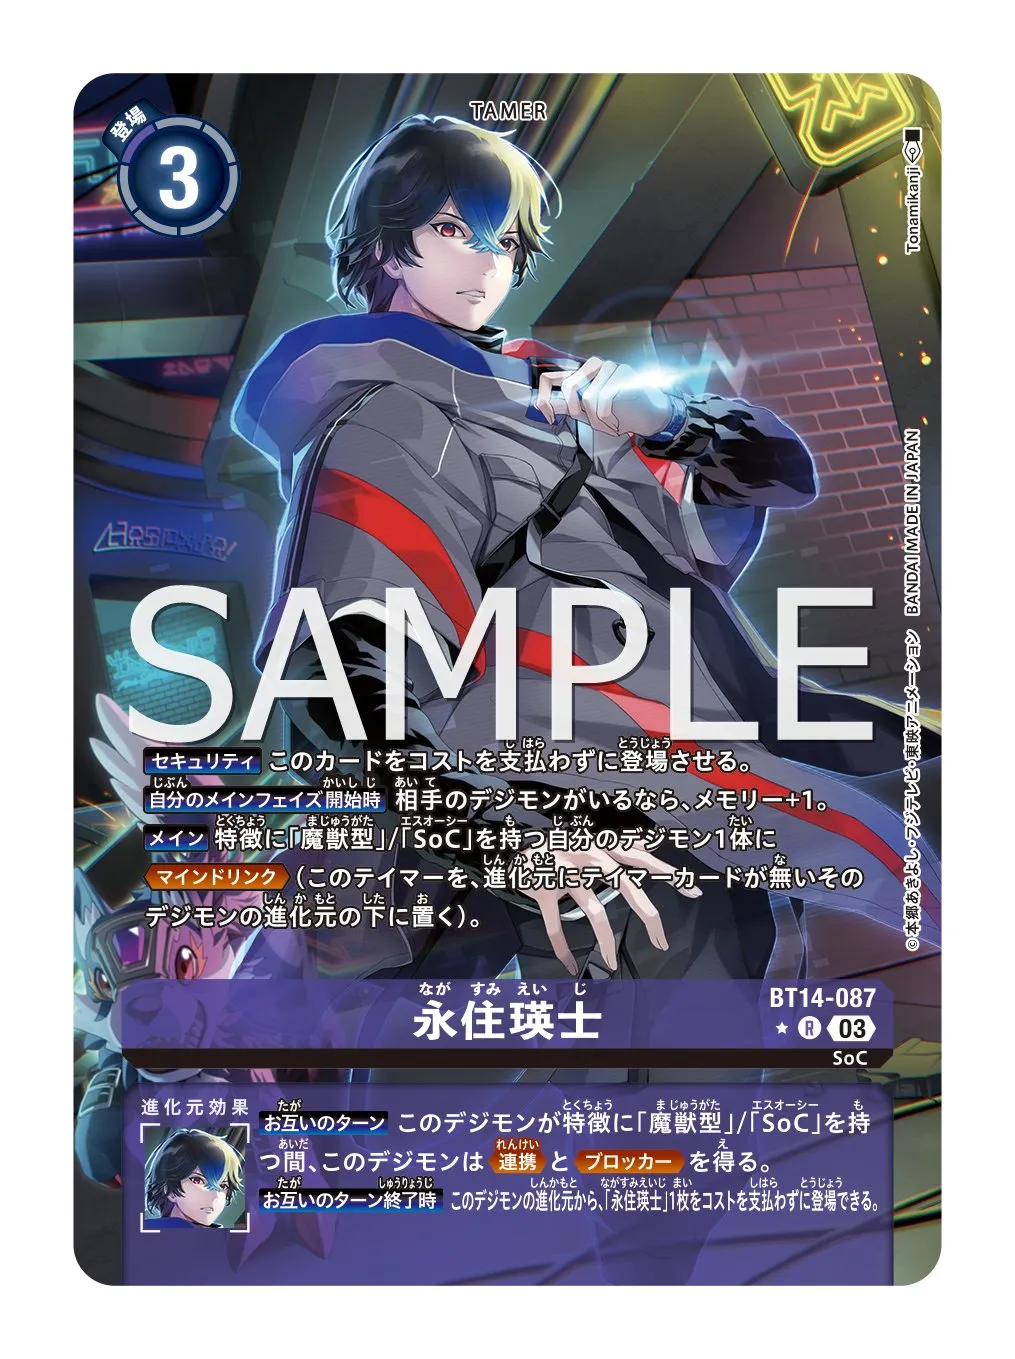 TAMER
登場
3
Tonamikanji
BANDAI MADE IN JAPAN
©本郷あきよし・フジテレビ・東映アニメーション
SAMPLE
セキュリティ このカードをコストを支払わずに登場させる。
自分のメインフェイズ開始時 相手のデジモンがいるなら、メモリー+1。
メイン 特徴に「魔獣型」/「SoC」を持つ自分のデジモン1体に
マインドリンク (このテイマーを、進化元にテイマーカードが無いその
デジモンの進化元の下に置く)。
なが すみ えい じ
永住瑛士
BT14-087
R 03
SoC
進化元効果
お互いのターン このデジモンが特徴に「魔獣型」/「SoC」を持
つ間、このデジモンは 連携 と ブロッカー を得る。
お互いのターン終了時 このデジモンの進化元から、「永住瑛士」1枚をコストを支払わずに登場できる。